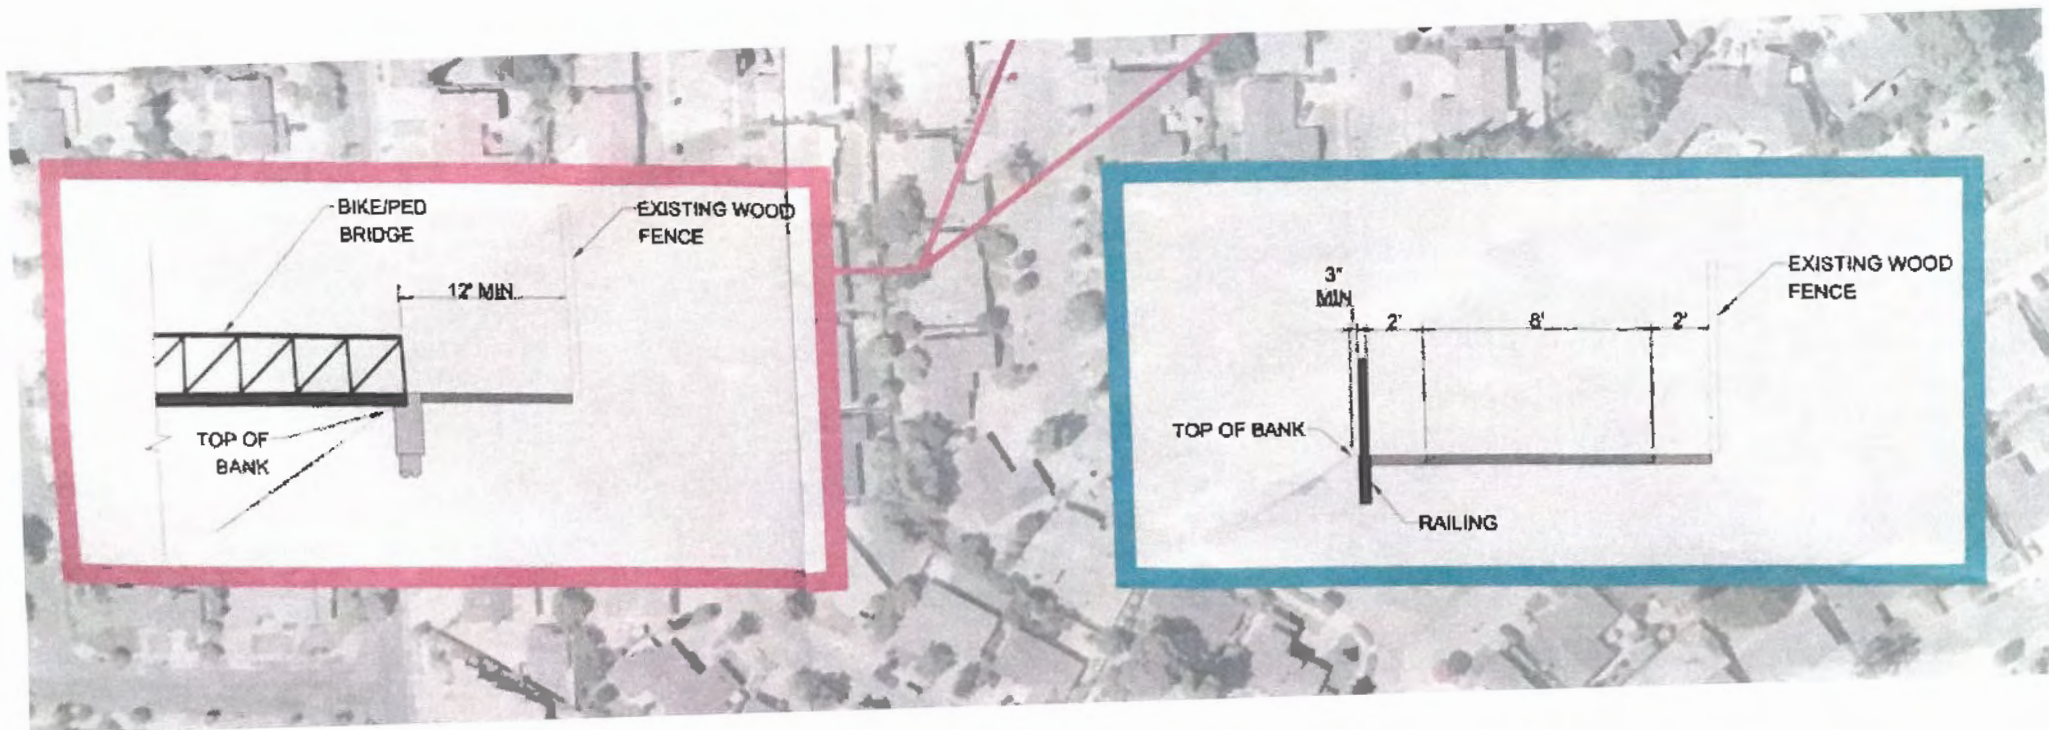 BIKE/PED
BRIDGE
EXISTING WOOD
FENCE
12' MIN.
TOP OF
BANK
3"
MIN
2'
8'
2'
EXISTING WOOD
FENCE
TOP OF BANK
RAILING